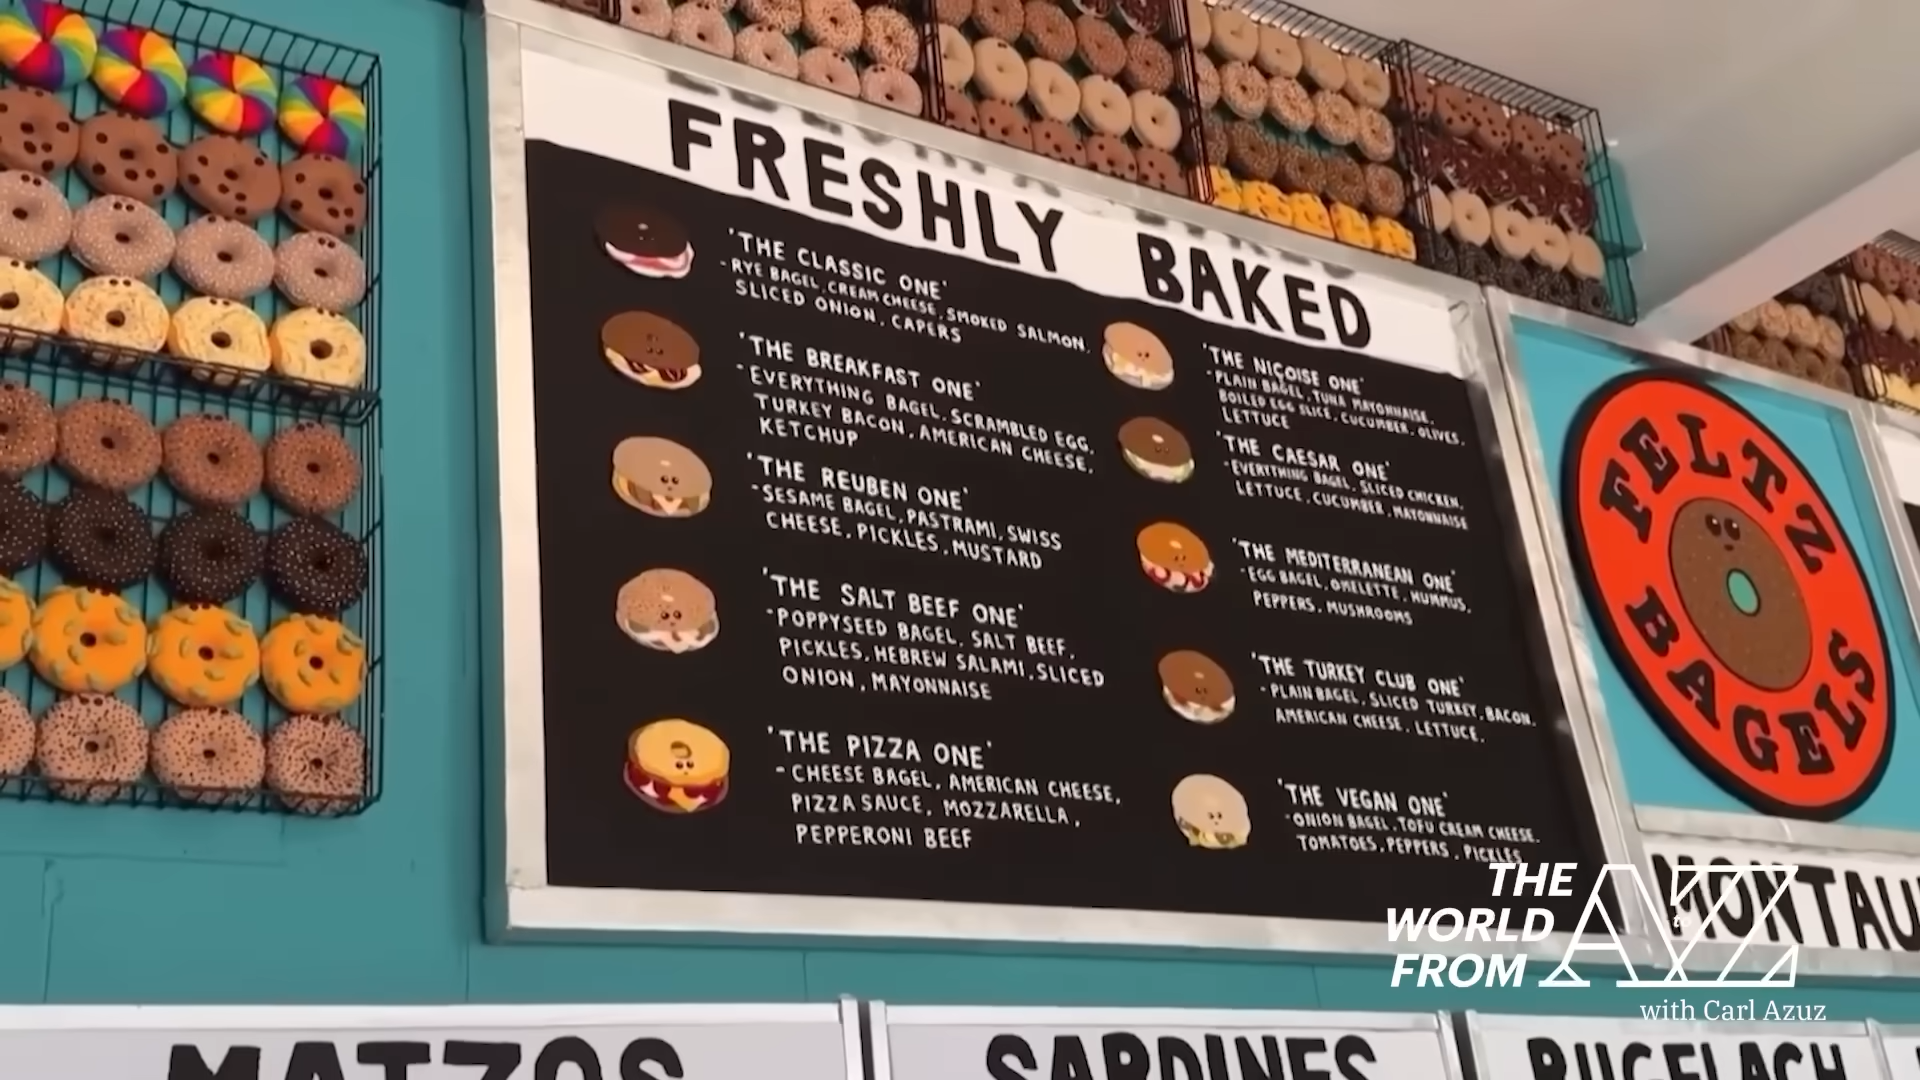 FRESHLY BAKED
'THE CLASSIC ONE'
- RYE BAGEL, CREAM CHEESE, SMOKED SALMON,
SLICED ONION, CAPERS
'THE BREAKFAST ONE'
- EVERYTHING BAGEL, SCRAMBLED EGG,
TURKEY BACON, AMERICAN CHEESE,
KETCHUP
'THE REUBEN ONE'
- SESAME BAGEL, PASTRAMI, SWISS
CHEESE, PICKLES, MUSTARD
'THE SALT BEEF ONE'
- POPPYSEED BAGEL, SALT BEEF,
PICKLES, HEBREW SALAMI, SLICED
ONION, MAYONNAISE
'THE PIZZA ONE'
- CHEESE BAGEL, AMERICAN CHEESE,
PIZZA SAUCE, MOZZARELLA,
PEPPERONI BEEF
'THE NIÇOISE ONE'
- PLAIN BAGEL, TUNA MAYONNAISE,
BOILED EGG SLICE, CUCUMBER, OLIVES,
LETTUCE
'THE CAESAR ONE'
- EVERYTHING BAGEL, SLICED CHICKEN,
LETTUCE, CUCUMBER, MAYONNAISE
'THE MEDITERRANEAN ONE'
- EGG BAGEL, OMELETTE, HUMMUS,
PEPPERS, MUSHROOMS
'THE TURKEY CLUB ONE'
- PLAIN BAGEL, SLICED TURKEY, BACON,
AMERICAN CHEESE, LETTUCE,
'THE VEGAN ONE'
- ONION BAGEL, TOFU CREAM CHEESE,
TOMATOES, PEPPERS, PICKLES
FELTZ
BAGELS
MONTAU
MATZOS
SARDINES
RUGELACH
THE
WORLD
FROM
A to Z
with Carl Azuz